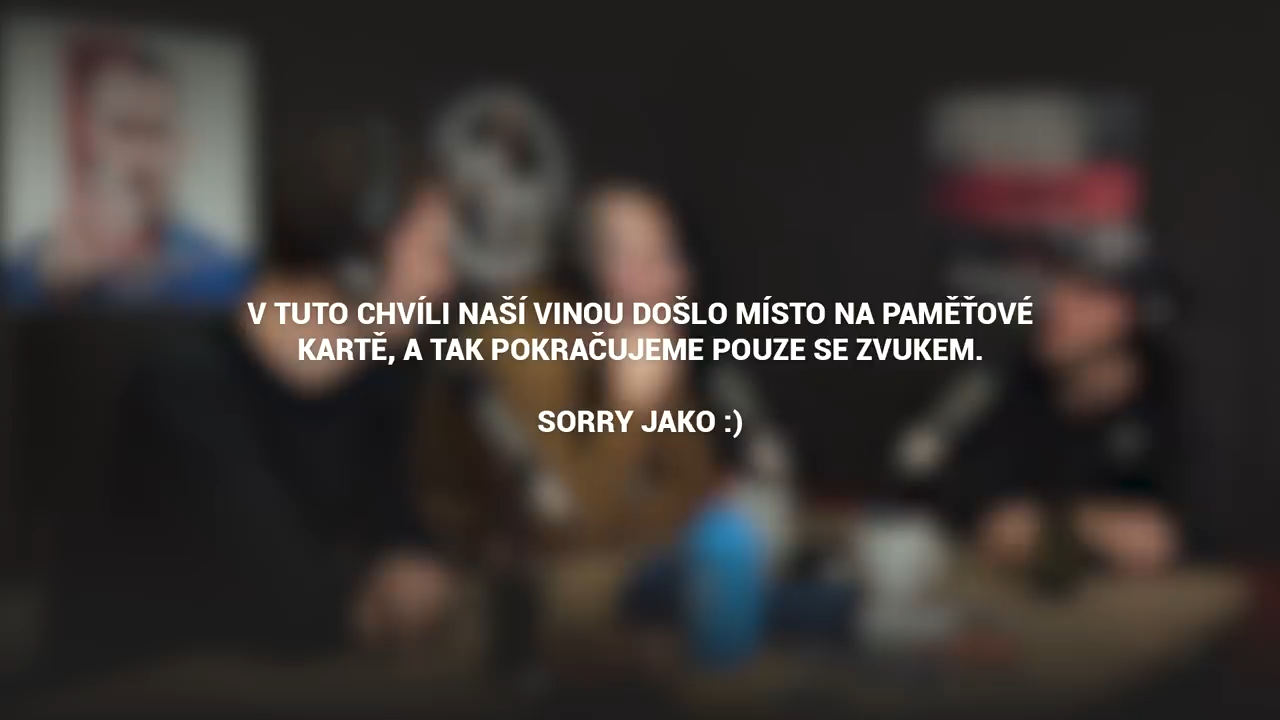 V TUTO CHVÍLI NAŠÍ VINOU DOŠLO MÍSTO NA PAMĚŤOVÉ
KARTĚ, A TAK POKRAČUJEME POUZE SE ZVUKEM.
SORRY JAKO :)